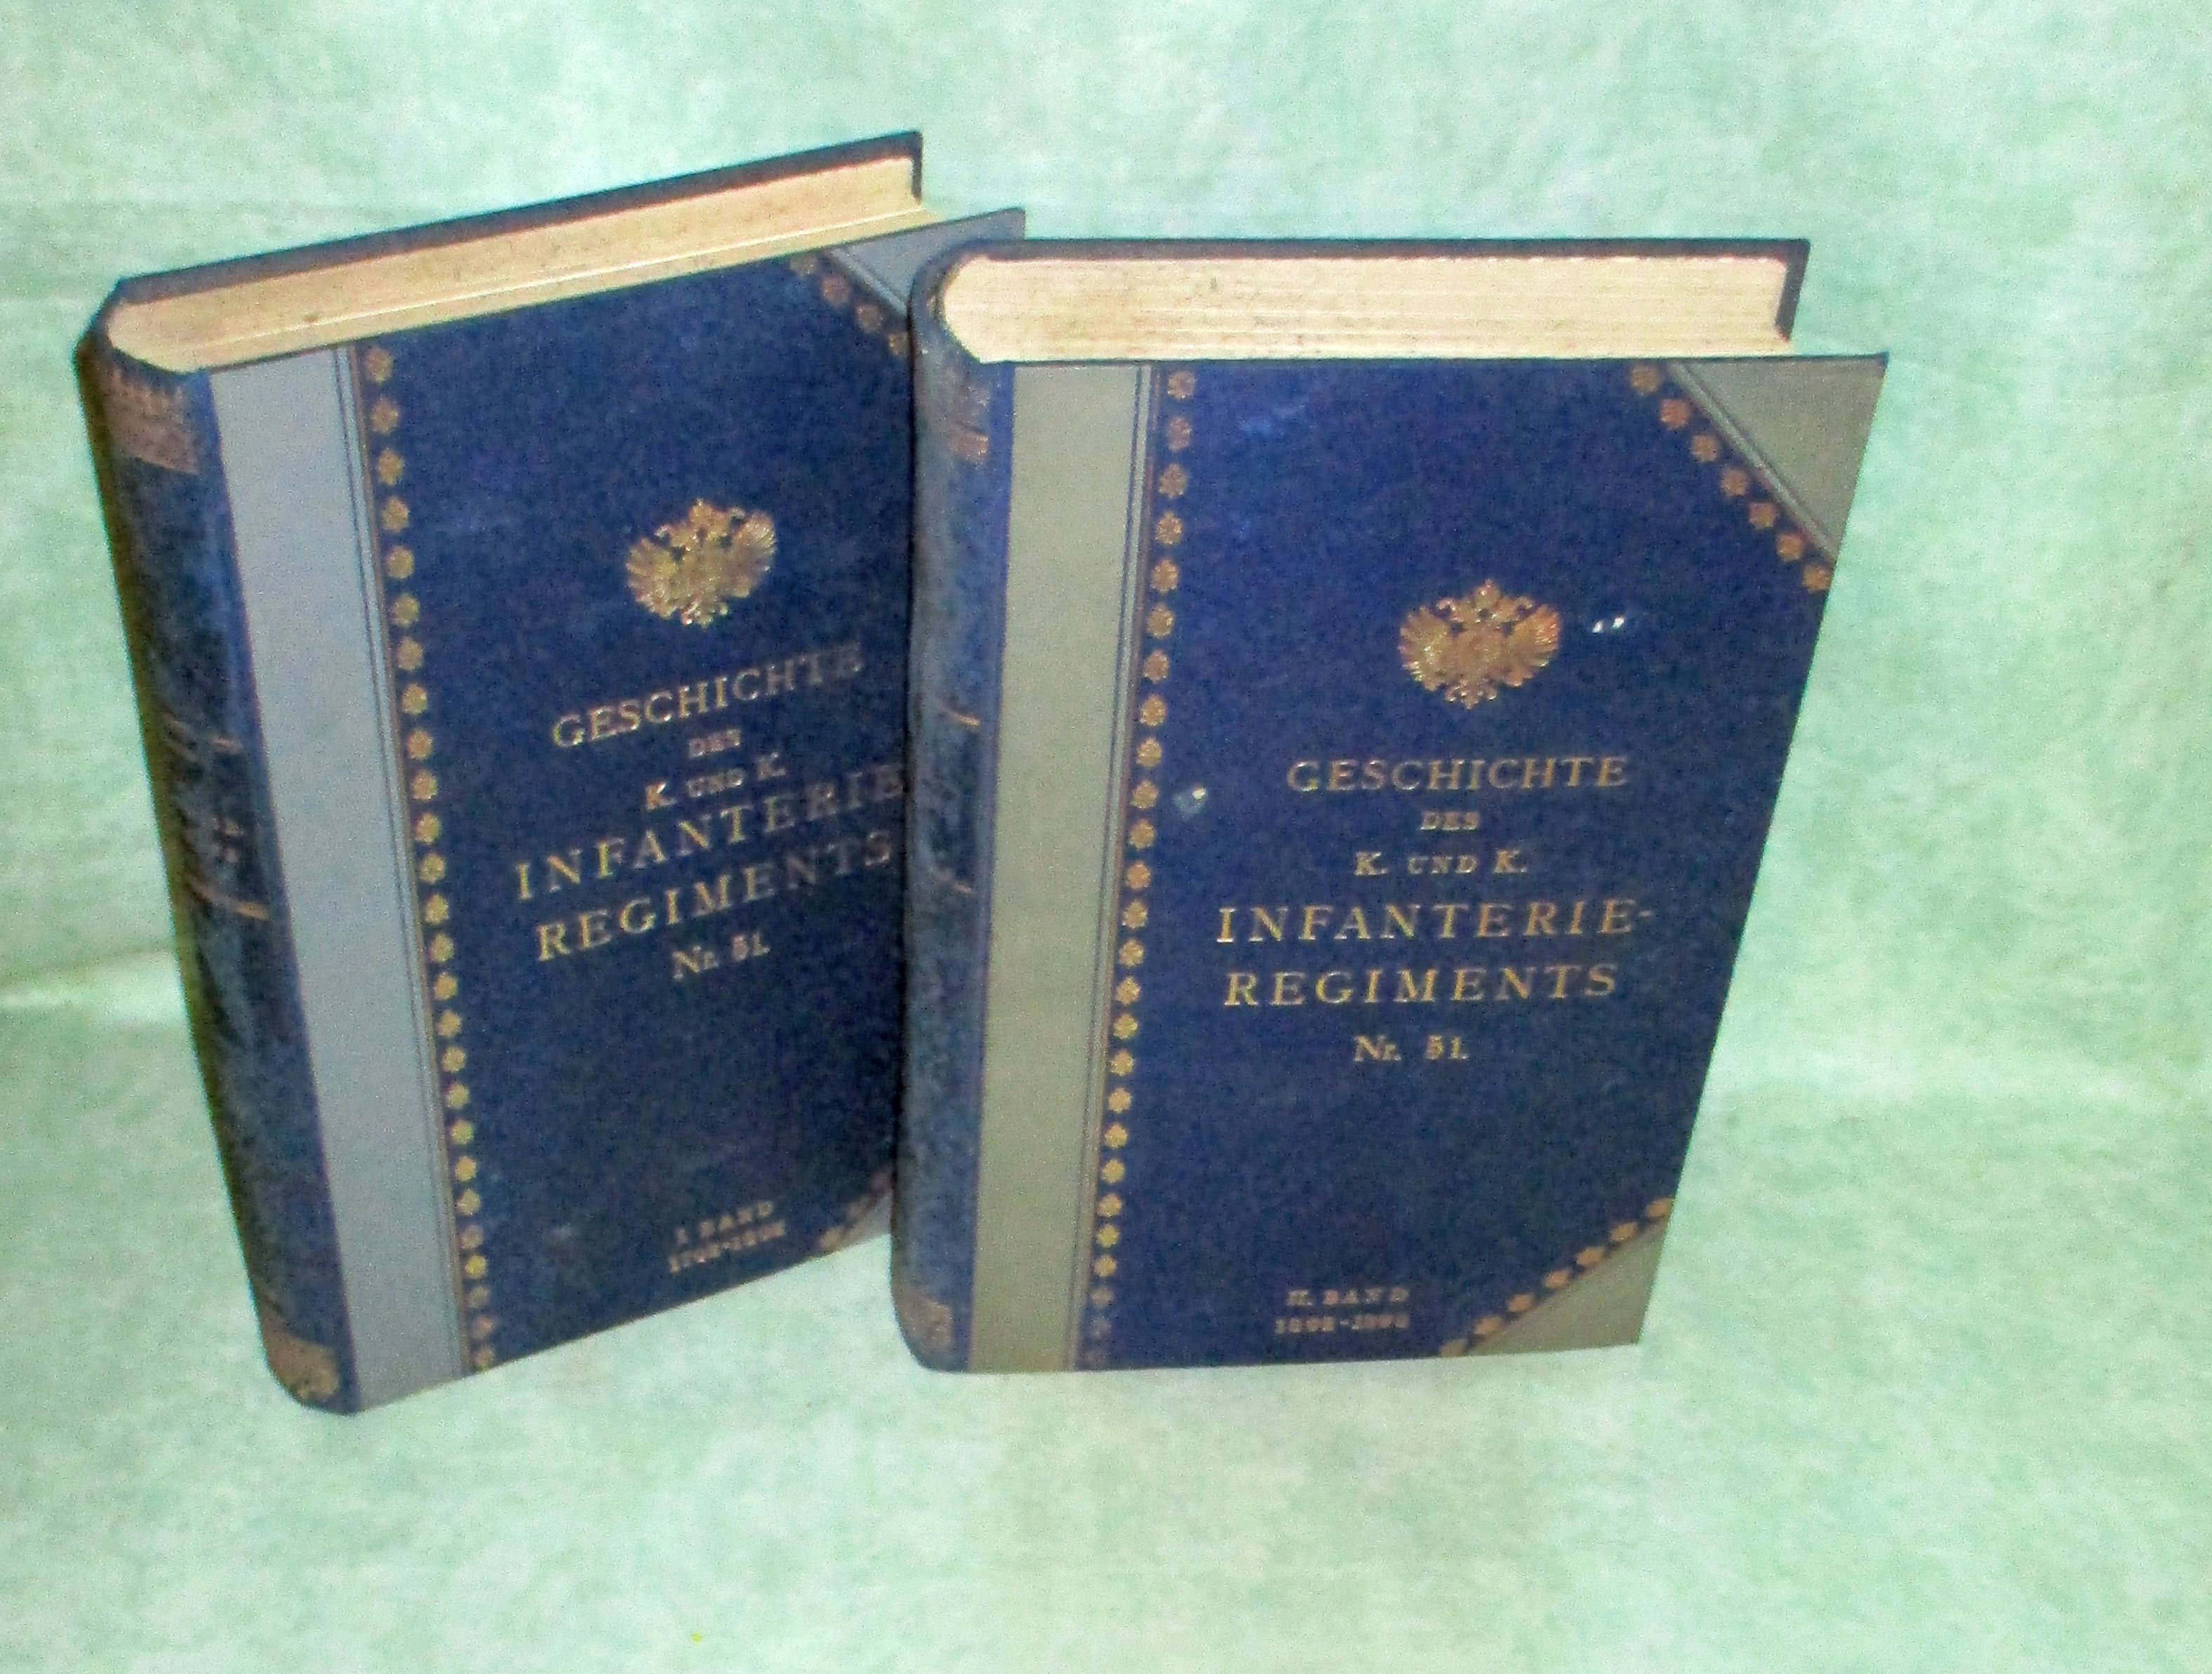 GESCHICHTE
DES
K. UND K.
INFANTERIE
REGIMENTS
Nr. 51.
I. BAND
GESCHICHTE
DES
K. UND K.
INFANTERIE-
REGIMENTS
Nr. 51.
II. BAND